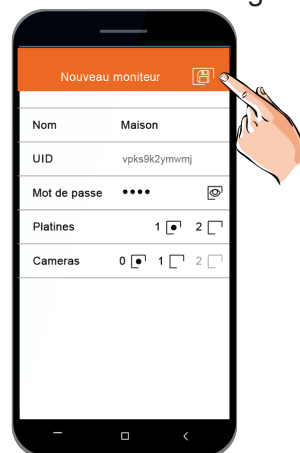 Nouveau moniteur
Nom Maison
UID vpks9k2ymwmj
Mot de passe ••••
Platines 1 2
Cameras 0 1 2